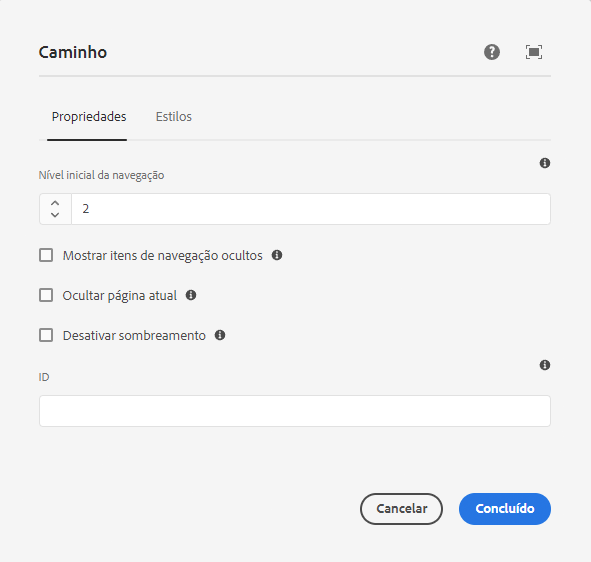 Caminho
Propriedades Estilos
Nível inicial da navegação
2
Mostrar itens de navegação ocultos
Ocultar página atual
Desativar sombreamento
ID
Cancelar Concluído